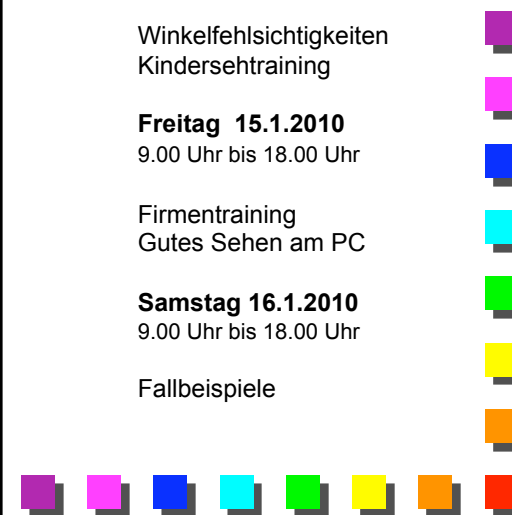 Winkelfehlsichtigkeiten
Kindersehtraining
Freitag  15.1.2010
9.00 Uhr bis 18.00 Uhr
Firmentraining
Gutes Sehen am PC
Samstag 16.1.2010
9.00 Uhr bis 18.00 Uhr
Fallbeispiele